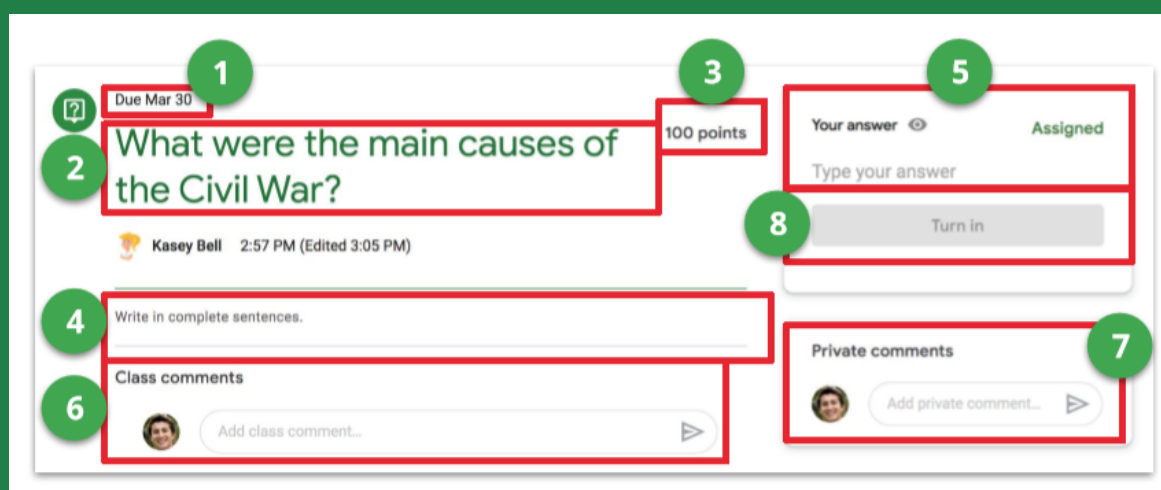 1
Due Mar 30
2
What were the main causes of
the Civil War?
3
100 points
Kasey Bell 2:57 PM (Edited 3:05 PM)
4
Write in complete sentences.
6
Class comments
Add class comment...
5
Your answer Assigned
Type your answer
8
Turn in
7
Private comments
Add private comment...